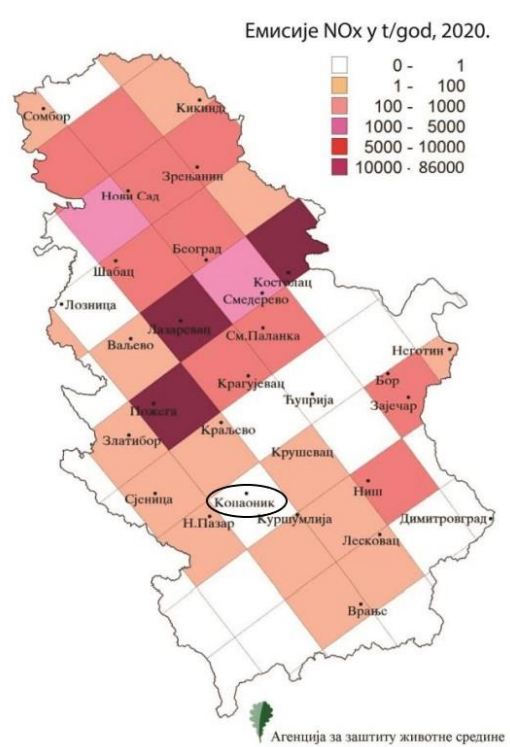 Емисије NOx у t/god, 2020.
0 - 1
1 - 100
100 - 1000
1000 - 5000
5000 - 10000
10000 - 86000
Сомбор
Кикинд
Зрењанин
Нови Сад
Београд
Шабац
Костолац
Смедерево
Лозница
Лазаревац
См.Паланка
Ваљево
Неготин
Бор
Крагујевац
Ћуприја
Зајечар
Пожега
Краљево
Златибор
Крушевац
Ниш
Сјеница
Копаоник
Н.Пазар
Куршумлија
Димитровград
Лесковац
Врање
Агенција за заштиту животне средине